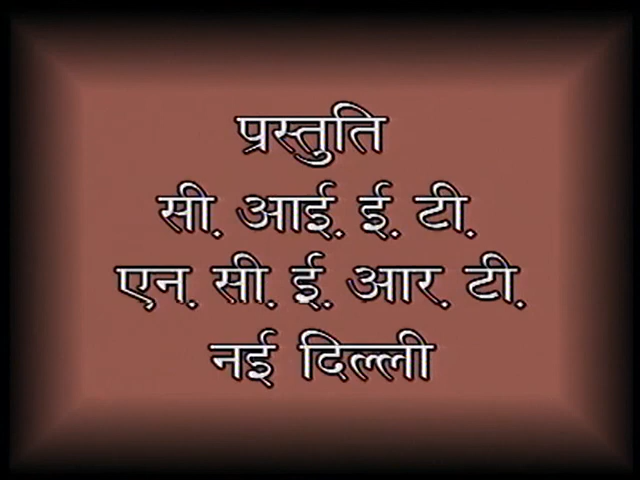 प्रस्तुति
सी. आई. ई. टी.
एन. सी. ई. आर. टी.
नई दिल्ली